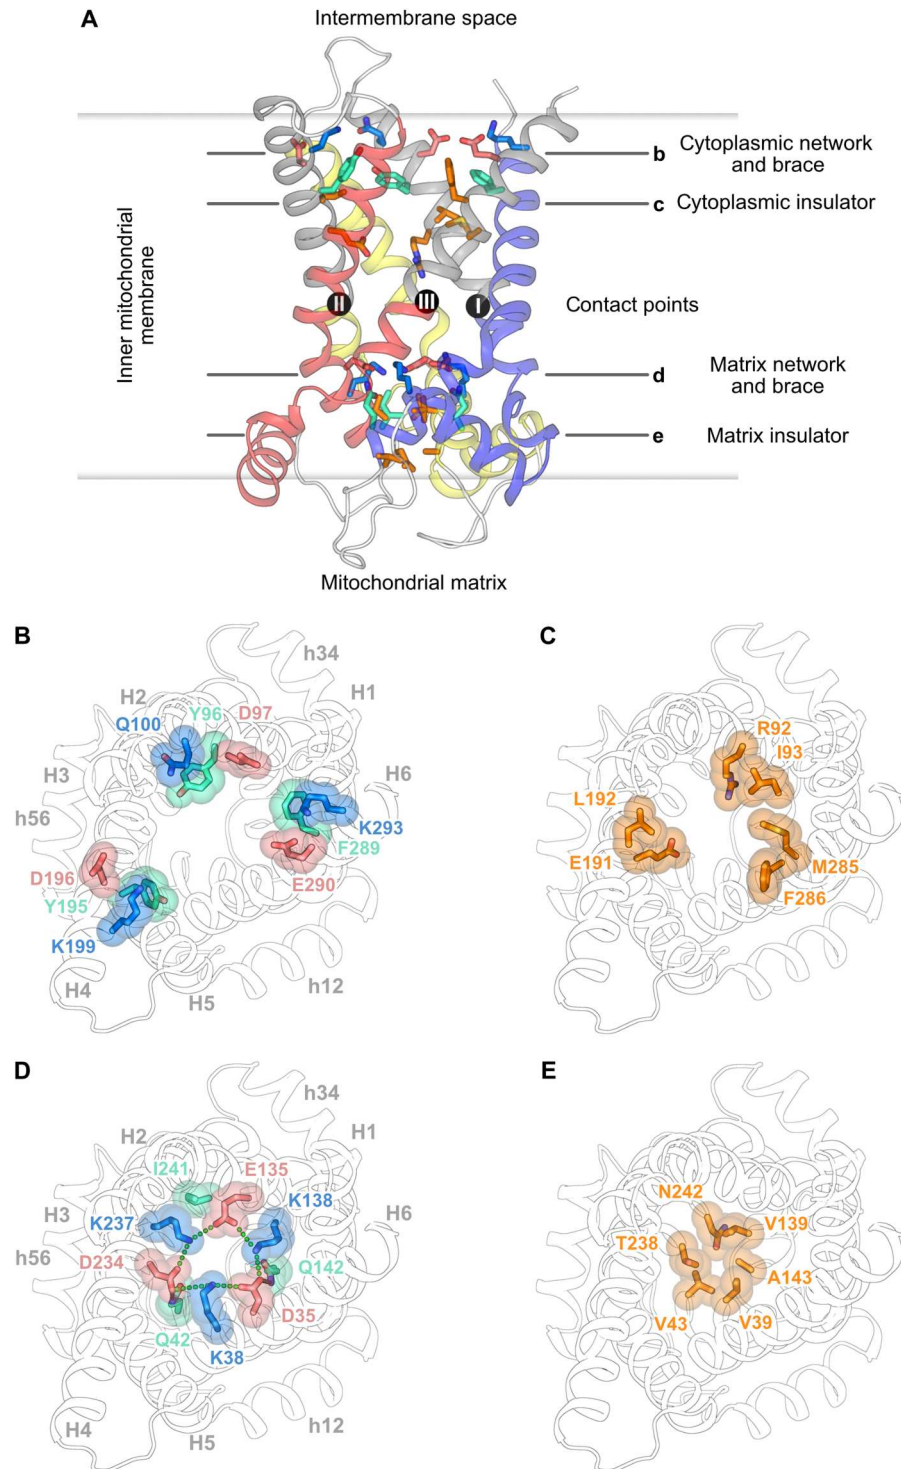 A
Intermembrane space
Inner mitochondrial
membrane
b Cytoplasmic network
and brace
c Cytoplasmic insulator
II
III
I
Contact points
d Matrix network
and brace
e Matrix insulator
Mitochondrial matrix
B
h34
H2
H1
Y96
D97
Q100
H3
H6
h56
K293
F289
D196
E290
Y195
K199
H4
H5
h12
C
R92
I93
L192
E191
M285
F286
D
h34
H2
H1
I241
E135
K138
K237
H3
H6
h56
D234
Q142
D35
Q42
K38
H4
H5
h12
E
N242
V139
T238
A143
V43
V39